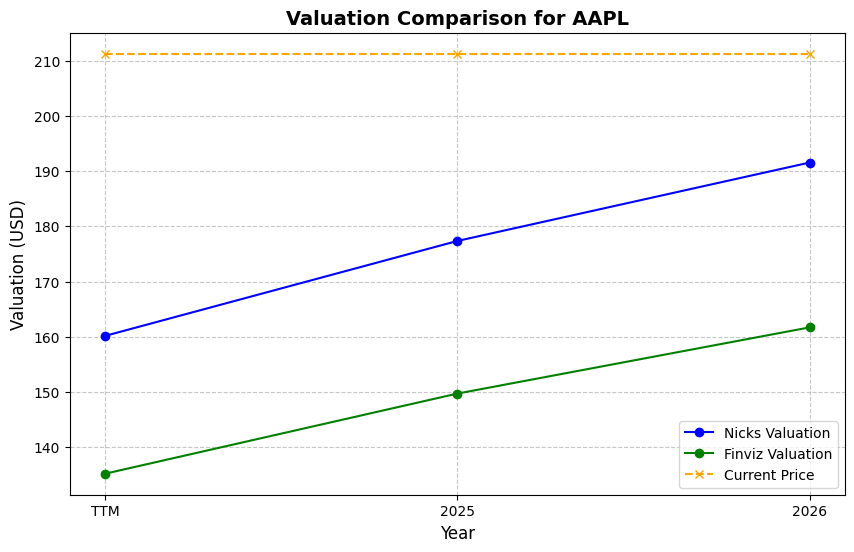 Valuation Comparison for AAPL
Valuation (USD)
210
200
190
180
170
160
150
140
TTM
2025
2026
Year
Nicks Valuation
Finviz Valuation
Current Price